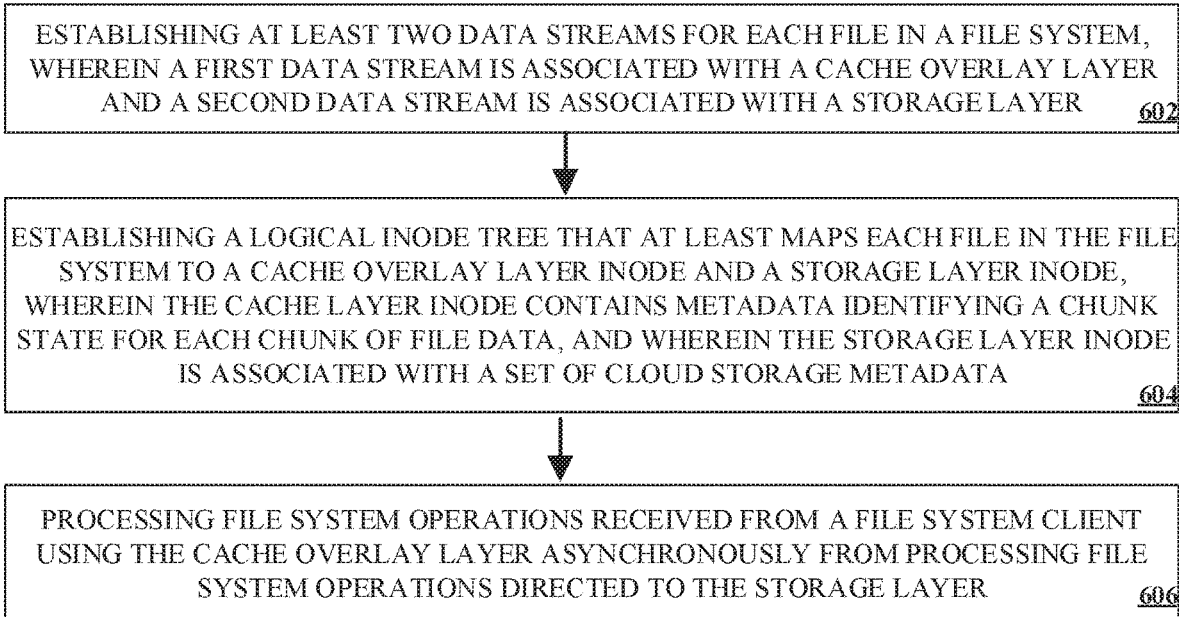 ESTABLISHING AT LEAST TWO DATA STREAMS FOR EACH FILE IN A FILE SYSTEM,
WHEREIN A FIRST DATA STREAM IS ASSOCIATED WITH A CACHE OVERLAY LAYER
AND A SECOND DATA STREAM IS ASSOCIATED WITH A STORAGE LAYER
602
ESTABLISHING A LOGICAL INODE TREE THAT AT LEAST MAPS EACH FILE IN THE FILE
SYSTEM TO A CACHE OVERLAY LAYER INODE AND A STORAGE LAYER INODE,
WHEREIN THE CACHE LAYER INODE CONTAINS METADATA IDENTIFYING A CHUNK
STATE FOR EACH CHUNK OF FILE DATA, AND WHEREIN THE STORAGE LAYER INODE
IS ASSOCIATED WITH A SET OF CLOUD STORAGE METADATA
604
PROCESSING FILE SYSTEM OPERATIONS RECEIVED FROM A FILE SYSTEM CLIENT
USING THE CACHE OVERLAY LAYER ASYNCHRONOUSLY FROM PROCESSING FILE
SYSTEM OPERATIONS DIRECTED TO THE STORAGE LAYER
606